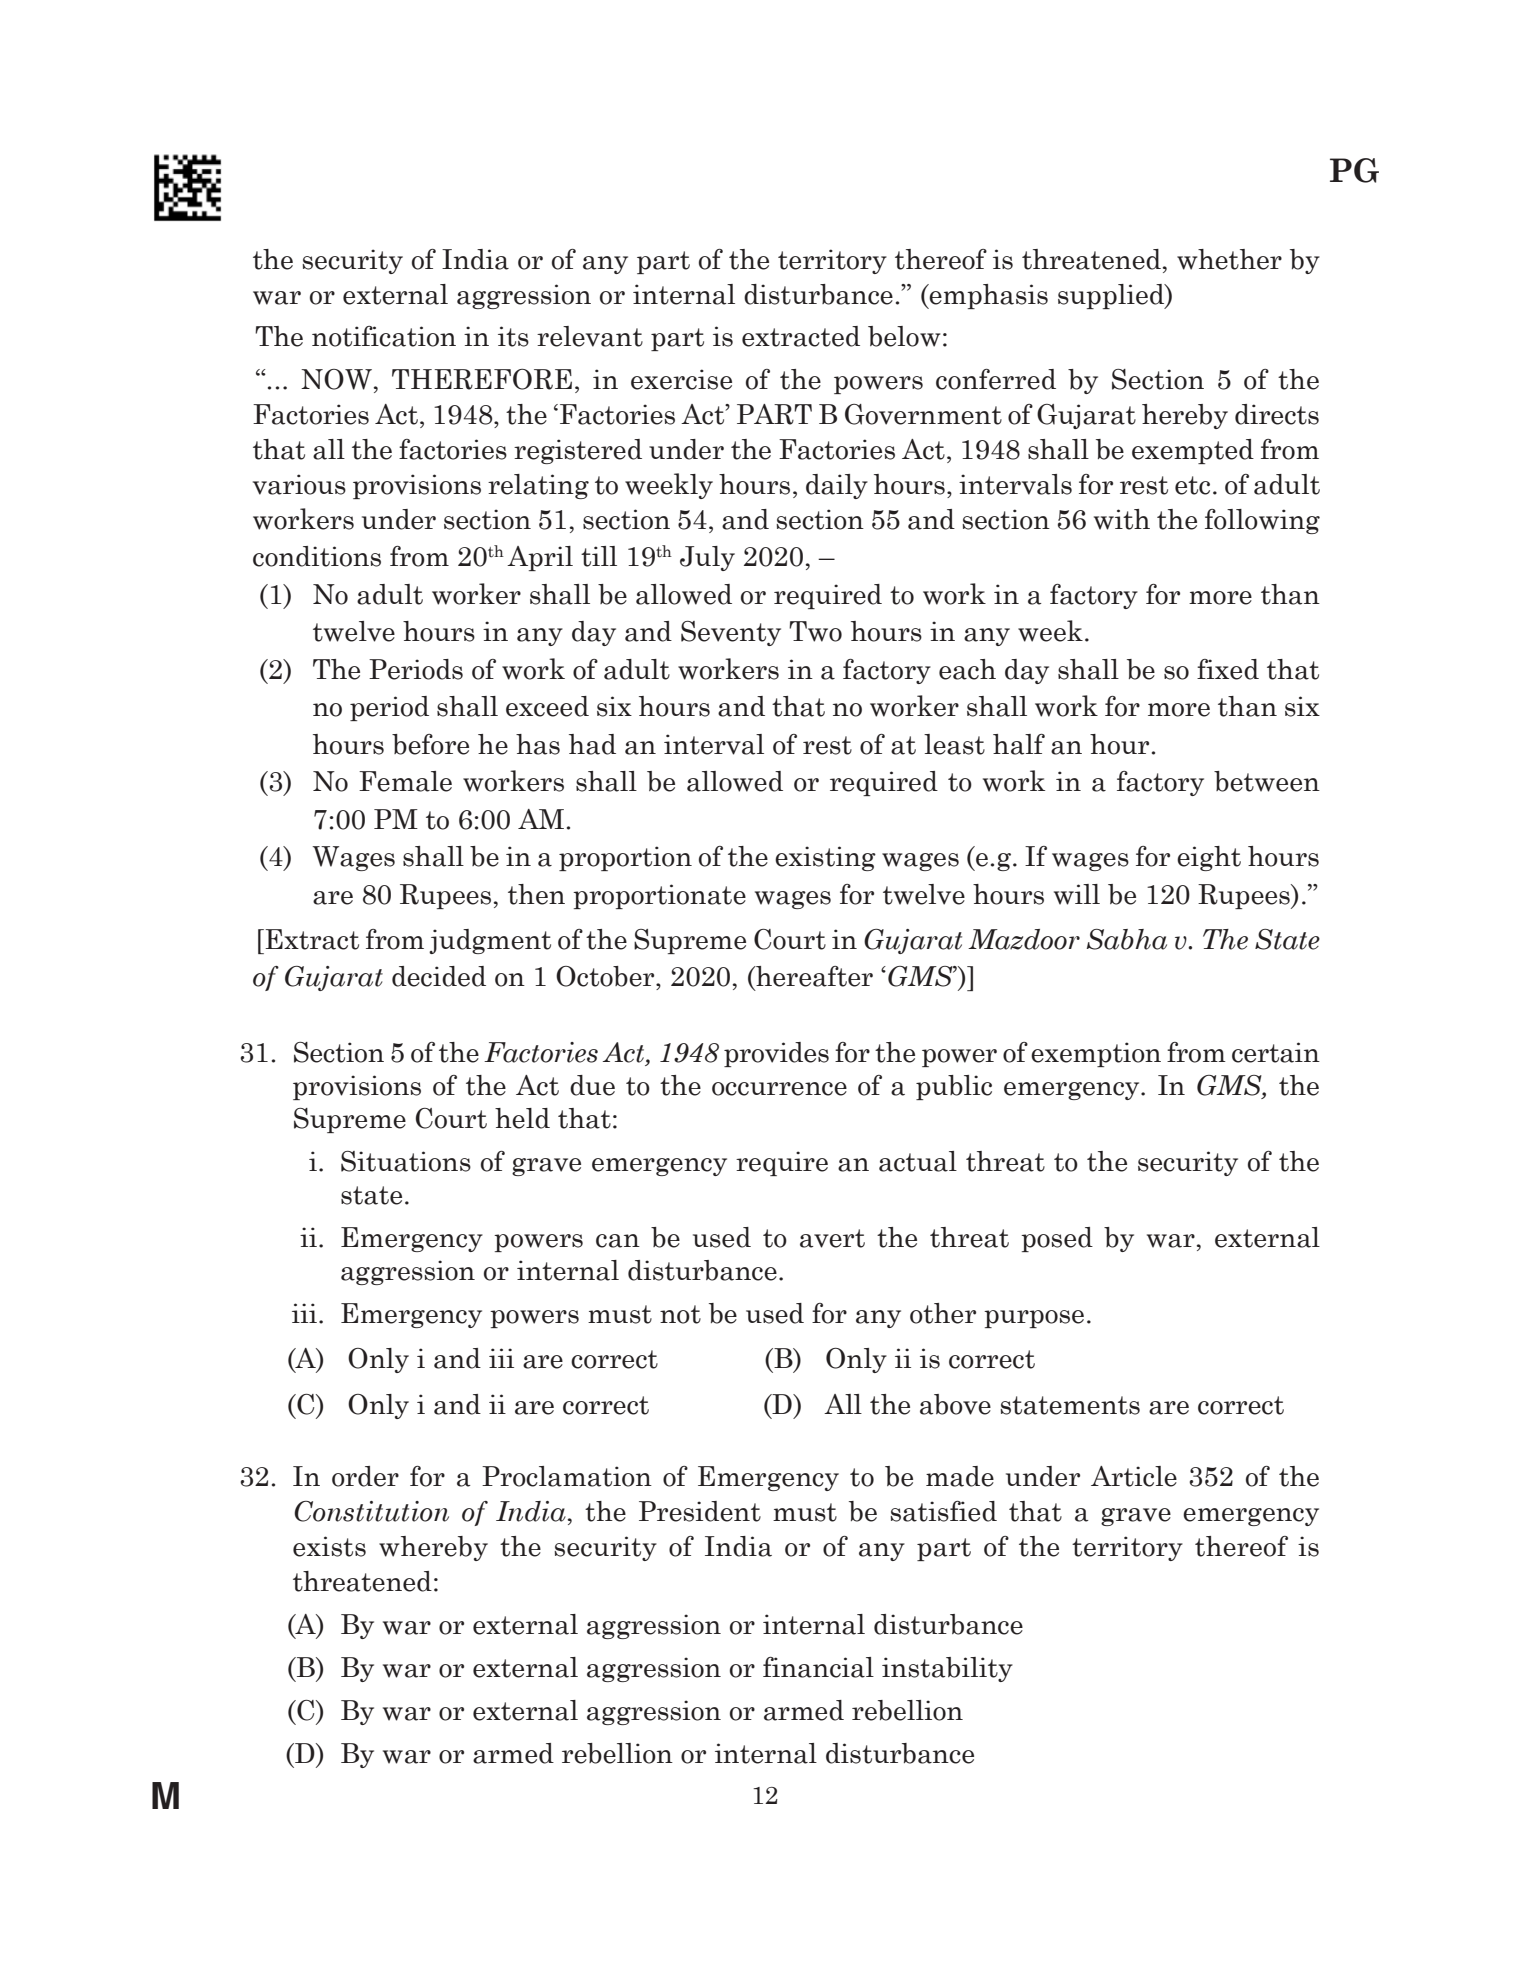 PG
the security of India or of any part of the territory thereof is threatened, whether by
war or external aggression or internal disturbance.” (emphasis supplied)
The notification in its relevant part is extracted below:
“... NOW, THEREFORE, in exercise of the powers conferred by Section 5 of the
Factories Act, 1948, the ‘Factories Act’ PART B Government of Gujarat hereby directs
that all the factories registered under the Factories Act, 1948 shall be exempted from
various provisions relating to weekly hours, daily hours, intervals for rest etc. of adult
workers under section 51, section 54, and section 55 and section 56 with the following
conditions from 20th April till 19th July 2020, –
(1) No adult worker shall be allowed or required to work in a factory for more than
twelve hours in any day and Seventy Two hours in any week.
(2) The Periods of work of adult workers in a factory each day shall be so fixed that
no period shall exceed six hours and that no worker shall work for more than six
hours before he has had an interval of rest of at least half an hour.
(3) No Female workers shall be allowed or required to work in a factory between
7:00 PM to 6:00 AM.
(4) Wages shall be in a proportion of the existing wages (e.g. If wages for eight hours
are 80 Rupees, then proportionate wages for twelve hours will be 120 Rupees).”
[Extract from judgment of the Supreme Court in Gujarat Mazdoor Sabha v. The State
of Gujarat decided on 1 October, 2020, (hereafter ‘GMS’)]
31. Section 5 of the Factories Act, 1948 provides for the power of exemption from certain
provisions of the Act due to the occurrence of a public emergency. In GMS, the
Supreme Court held that:
i. Situations of grave emergency require an actual threat to the security of the
state.
ii. Emergency powers can be used to avert the threat posed by war, external
aggression or internal disturbance.
iii. Emergency powers must not be used for any other purpose.
(A) Only i and iii are correct (B) Only ii is correct
(C) Only i and ii are correct (D) All the above statements are correct
32. In order for a Proclamation of Emergency to be made under Article 352 of the
Constitution of India, the President must be satisfied that a grave emergency
exists whereby the security of India or of any part of the territory thereof is
threatened:
(A) By war or external aggression or internal disturbance
(B) By war or external aggression or financial instability
(C) By war or external aggression or armed rebellion
(D) By war or armed rebellion or internal disturbance
M 12